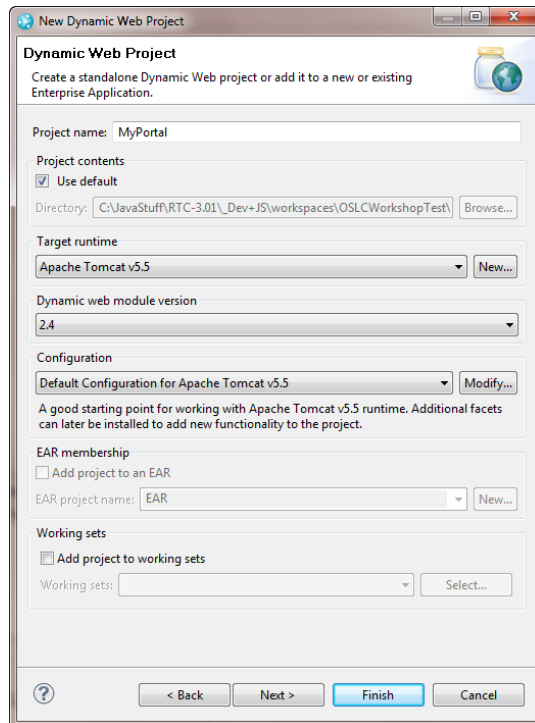 New Dynamic Web Project
Dynamic Web Project
Create a standalone Dynamic Web project or add it to a new or existing
Enterprise Application.
Project name: MyPortal
Project contents
Use default
Directory: C:\JavaStuff\RTC-3.01\_Dev+JS\workspaces\OSLCWorkshopTest\ Browse...
Target runtime
Apache Tomcat v5.5 New...
Dynamic web module version
2.4
Configuration
Default Configuration for Apache Tomcat v5.5 Modify...
A good starting point for working with Apache Tomcat v5.5 runtime. Additional facets
can later be installed to add new functionality to the project.
EAR membership
Add project to an EAR
EAR project name: EAR New...
Working sets
Add project to working sets
Working sets: Select...
? < Back Next > Finish Cancel